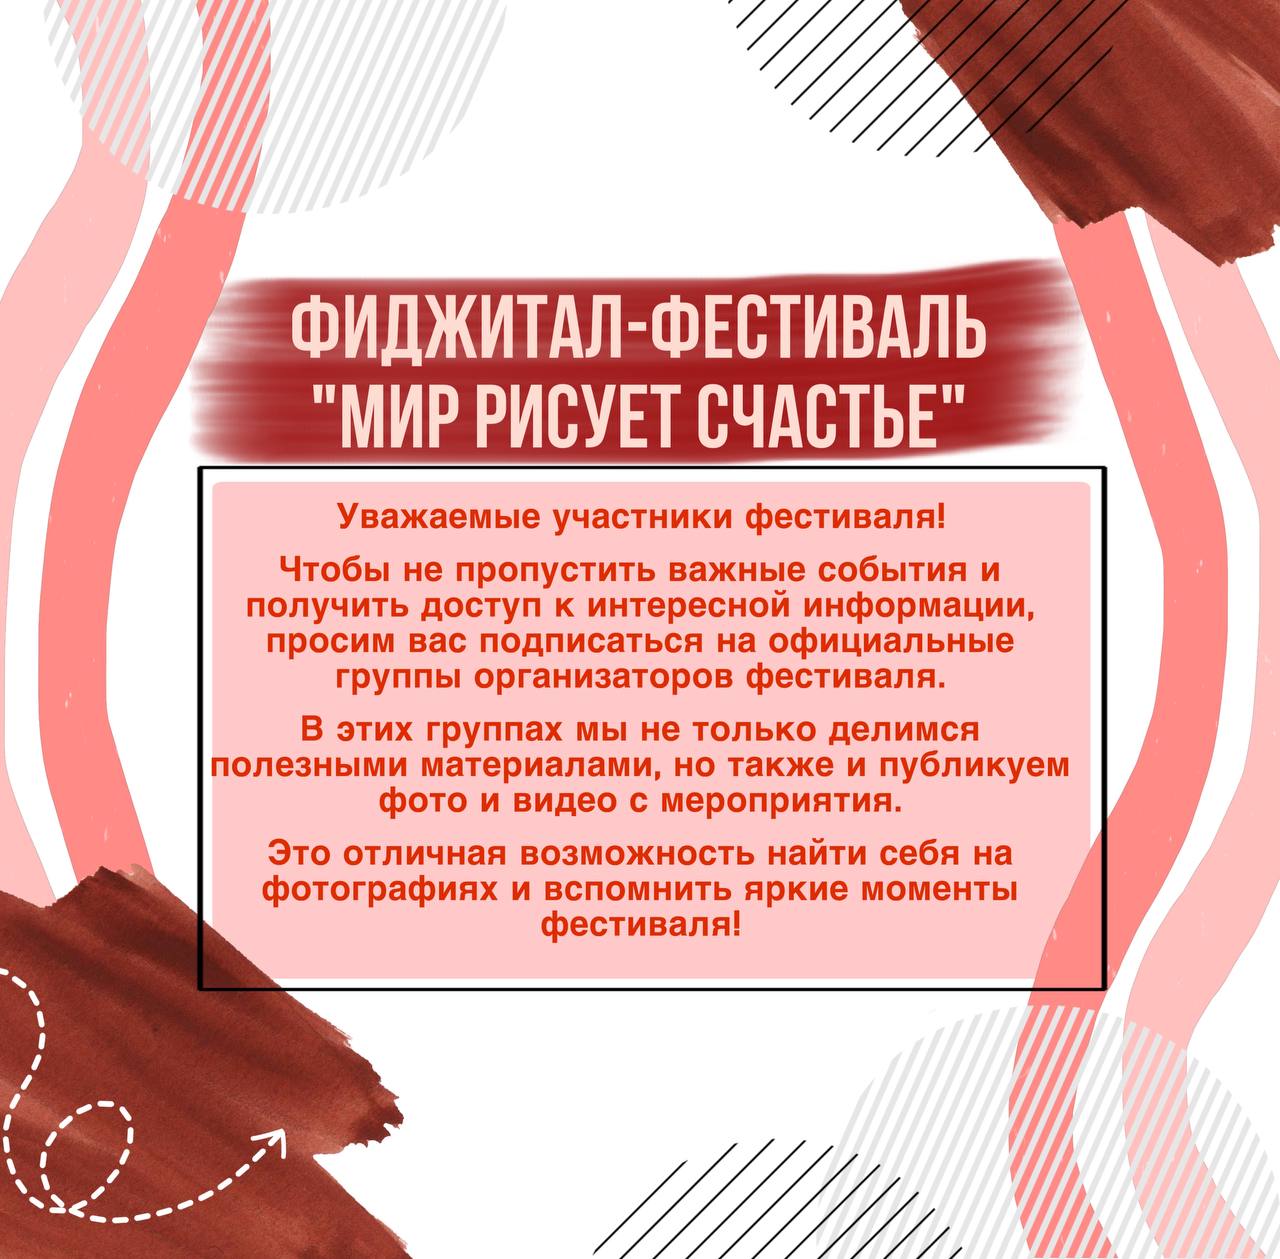 ФИДЖИТАЛ-ФЕСТИВАЛЬ
"МИР РИСУЕТ СЧАСТЬЕ"
Уважаемые участники фестиваля!
Чтобы не пропустить важные события и
получить доступ к интересной информации,
просим вас подписаться на официальные
группы организаторов фестиваля.
В этих группах мы не только делимся
полезными материалами, но также и публикуем
фото и видео с мероприятия.
Это отличная возможность найти себя на
фотографиях и вспомнить яркие моменты
фестиваля!